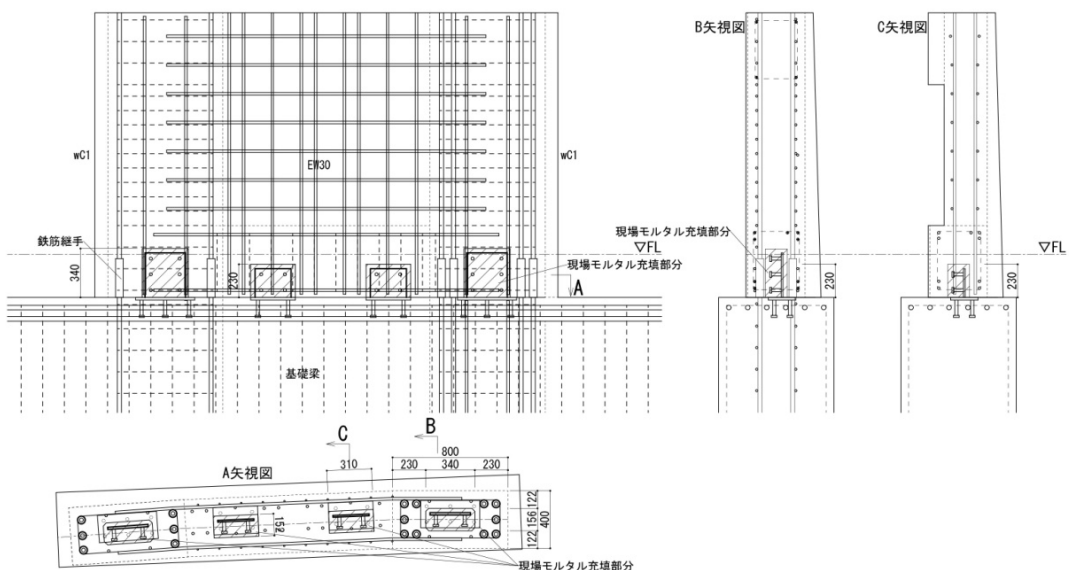 B矢視図
C矢視図
wC1
EW30
wC1
鉄筋継手
340
230
▽FL
現場モルタル充填部分
A
基礎梁
現場モルタル充填部分
230
▽FL
230
A矢視図
C
310
B
800
230
340
230
152
122
156
122
400
現場モルタル充填部分